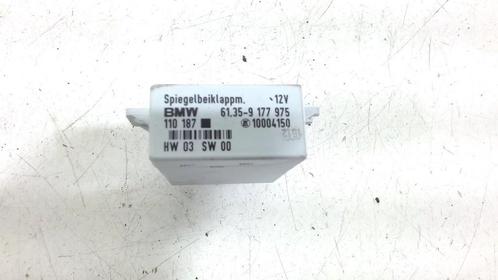 Spiegelbeiklappm. -12V
BMW 61.35-9 177 975
110 187 10004150
HW 03 SW 00